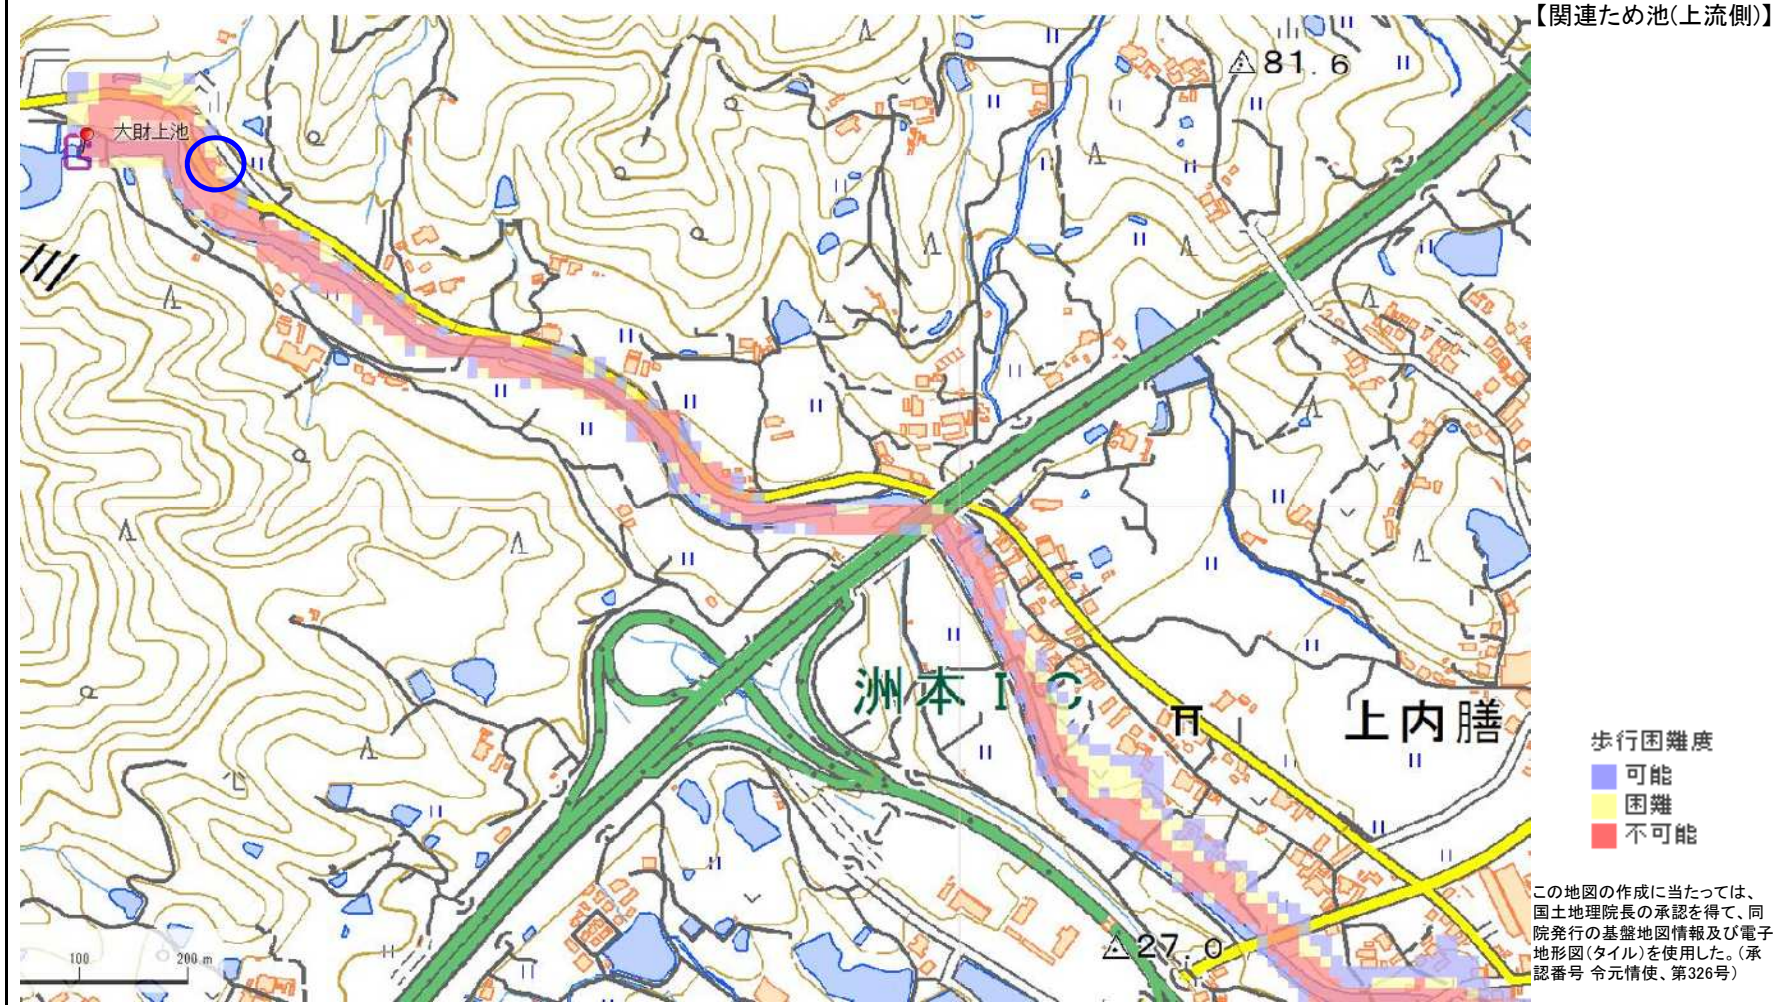 【関連ため池(上流側)】
81.6
大財上池
洲本IC
上内膳
歩行困難度
可能
困難
不可能
この地図の作成に当たっては、
国土地理院長の承認を得て、同
院発行の基盤地図情報及び電子
地形図(タイル)を使用した。(承
認番号 令元情使、第326号)
27.0
100 200 m